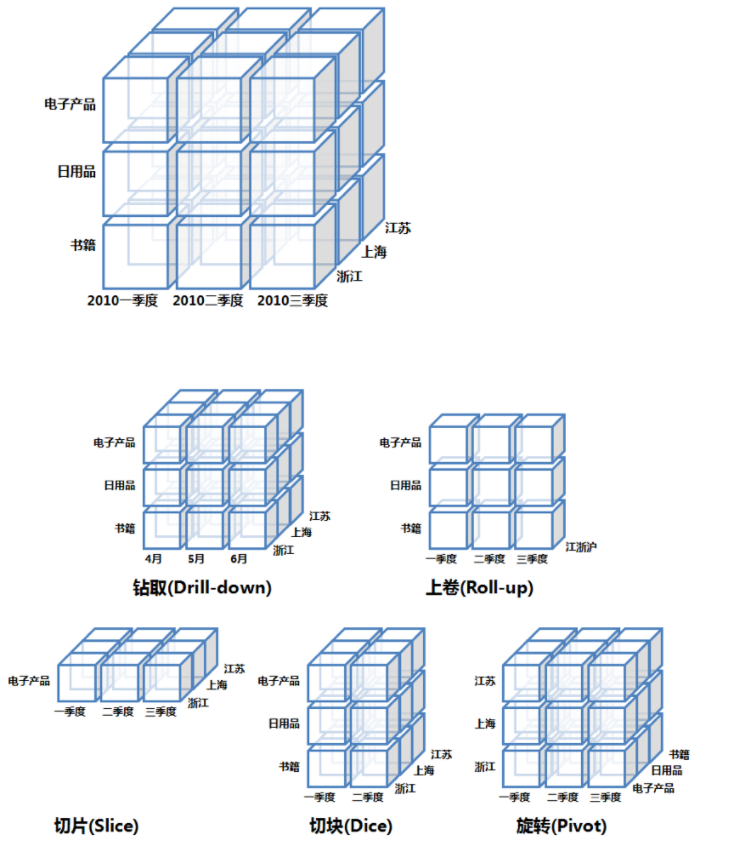 电子产品
日用品
书籍
江苏
上海
浙江
2010一季度 2010二季度 2010三季度
电子产品
日用品
书籍
江苏
上海
浙江
4月 5月 6月
钻取(Drill-down)
电子产品
日用品
书籍
江浙沪
一季度 二季度 三季度
上卷(Roll-up)
电子产品
江苏
上海
浙江
一季度 二季度 三季度
切片(Slice)
电子产品
日用品
书籍
江苏
上海
浙江
一季度 二季度
切块(Dice)
江苏
上海
浙江
书籍
日用品
电子产品
一季度 二季度 三季度
旋转(Pivot)